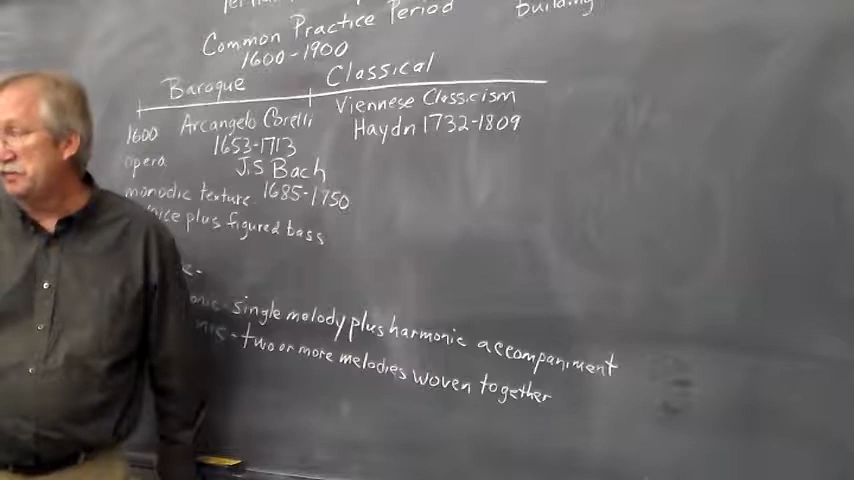 building
Common Practice Period
1600-1900
Baroque Classical
Viennese Classicism
1600 Arcangelo Corelli Haydn 1732-1809
1653-1713
opera J.S Bach
monodic texture 1685-1750
plus figured bass
single melody plus harmonic accompaniment
two or more melodies woven together